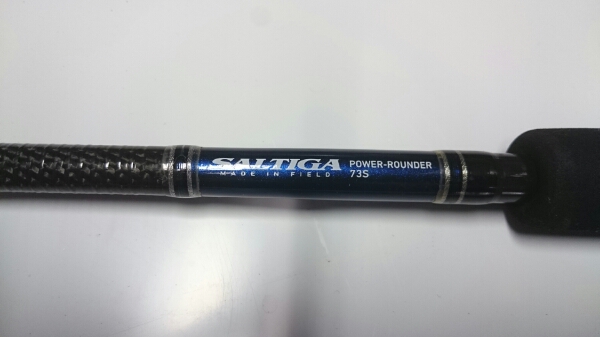 SALTIGA
MADE IN FIELD
POWER-ROUNDER
73S